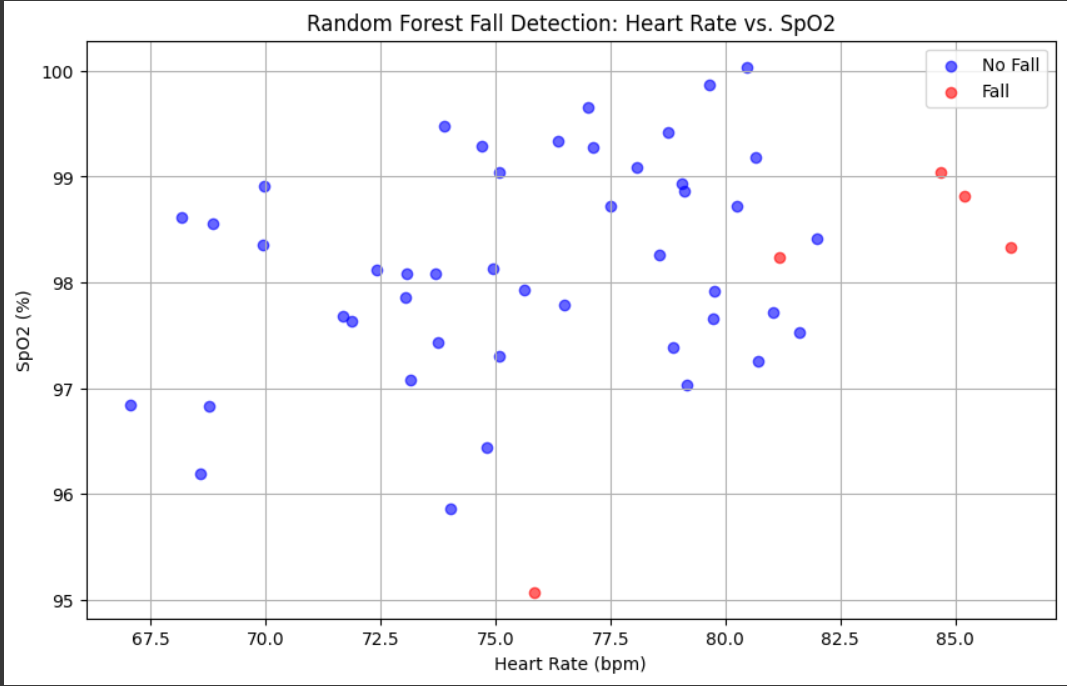 Random Forest Fall Detection: Heart Rate vs. SpO2
No Fall
Fall
100
99
98
97
96
95
SpO2 (%)
67.5 70.0 72.5 75.0 77.5 80.0 82.5 85.0
Heart Rate (bpm)